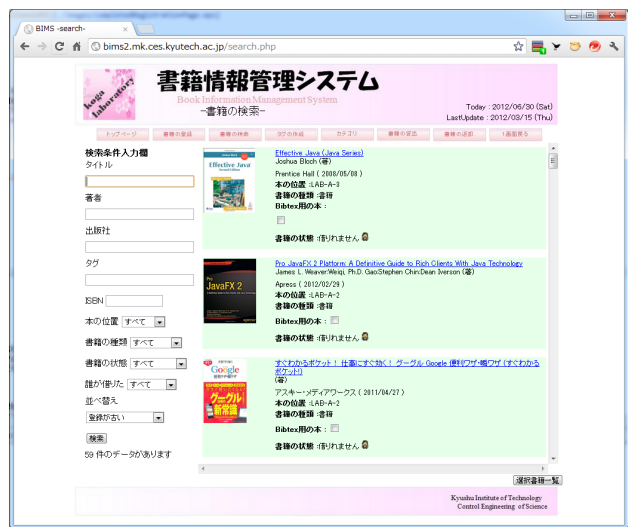 BIMS -search-
bims2.mk.ces.kyutech.ac.jp/search.php
koga laboratory
書籍情報管理システム
Book Information Management System
-書籍の検索-
Today : 2012/06/30 (Sat)
LastUpdate : 2012/03/15 (Thu)
トップページ 書籍の登録 書籍の検索 タグの作成 カテゴリ 書籍の貸出 書籍の返却 1画面戻る
検索条件入力欄
タイトル
著者
出版社
タグ
ISBN
本の位置 すべて
書籍の種類 すべて
書籍の状態 すべて
誰が借りた すべて
並べ替え
登録が古い
検索
59 件のデータがあります
Effective Java
Effective Java (Java Series)
Joshua Bloch (著)
Prentice Hall ( 2008/05/08 )
本の位置 :LAB-A-3
書籍の種類 :書籍
Bibtex用の本 :
書籍の状態 :借りれません
Pro
JavaFX 2
Pro JavaFX 2 Platform: A Definitive Guide to Rich Clients With Java Technology
James L. Weaver:Weiqi, Ph.D. Gao:Stephen Chin:Dean Iverson (著)
Apress ( 2012/02/29 )
本の位置 :LAB-A-2
書籍の種類 :書籍
Bibtex用の本 :
書籍の状態 :借りれません
Google
グーグル
新常識
すぐわかるポケット! 仕事にすぐ効く! グーグル Google 便利ワザ・裏ワザ (すぐわかる
ポケット!)
(著)
アスキー・メディアワークス ( 2011/04/27 )
本の位置 :LAB-A-2
書籍の種類 :書籍
Bibtex用の本 :
書籍の状態 :借りれません
選択書籍一覧
Kyushu Institute of Technology
Control Engineering of Science